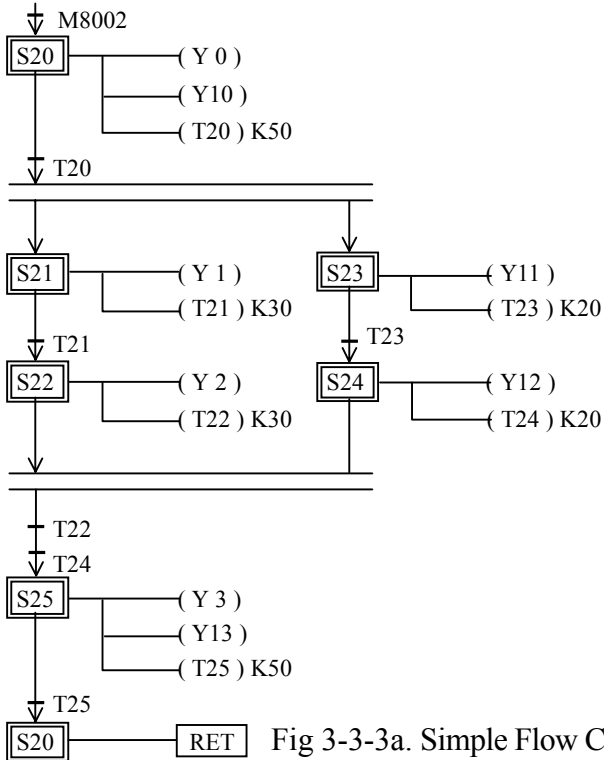 M8002
S20 ( Y 0 )
( Y10 )
( T20 ) K50
T20
S21 ( Y 1 ) S23 ( Y11 )
( T21 ) K30 ( T23 ) K20
T21 T23
S22 ( Y 2 ) S24 ( Y12 )
( T22 ) K30 ( T24 ) K20
T22
T24
S25 ( Y 3 )
( Y13 )
( T25 ) K50
T25
S20 RET Fig 3-3-3a. Simple Flow C